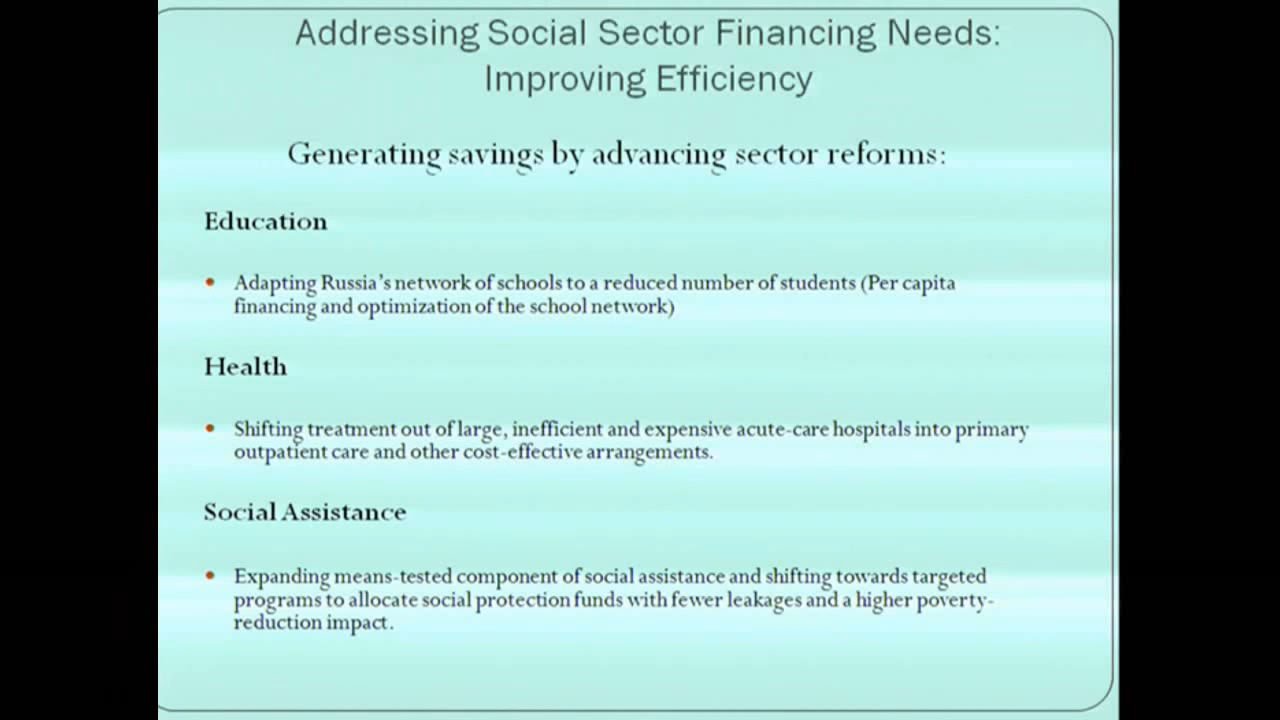 Addressing Social Sector Financing Needs:
Improving Efficiency
Generating savings by advancing sector reforms:
Education
• Adapting Russia's network of schools to a reduced number of students (Per capita
financing and optimization of the school network)
Health
• Shifting treatment out of large, inefficient and expensive acute-care hospitals into primary
outpatient care and other cost-effective arrangements.
Social Assistance
• Expanding means-tested component of social assistance and shifting towards targeted
programs to allocate social protection funds with fewer leakages and a higher poverty-
reduction impact.